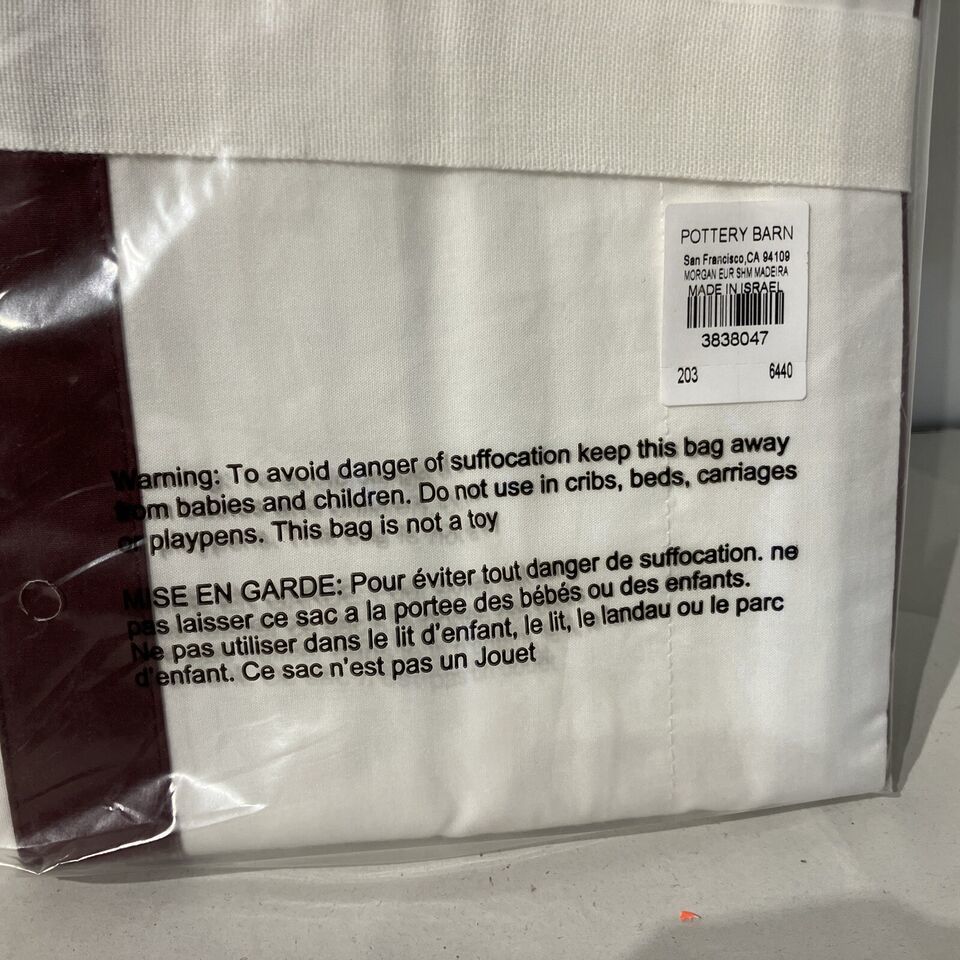 POTTERY BARN
San Francisco,CA 94109
MORGAN EUR SHM MADEIRA
MADE IN ISRAEL
3838047
203 6440
Warning: To avoid danger of suffocation keep this bag away
from babies and children. Do not use in cribs, beds, carriages
or playpens. This bag is not a toy
MISE EN GARDE: Pour éviter tout danger de suffocation. ne
pas laisser ce sac a la portee des bébés ou des enfants.
Ne pas utiliser dans le lit d'enfant, le lit, le landau ou le parc
d'enfant. Ce sac n'est pas un Jouet